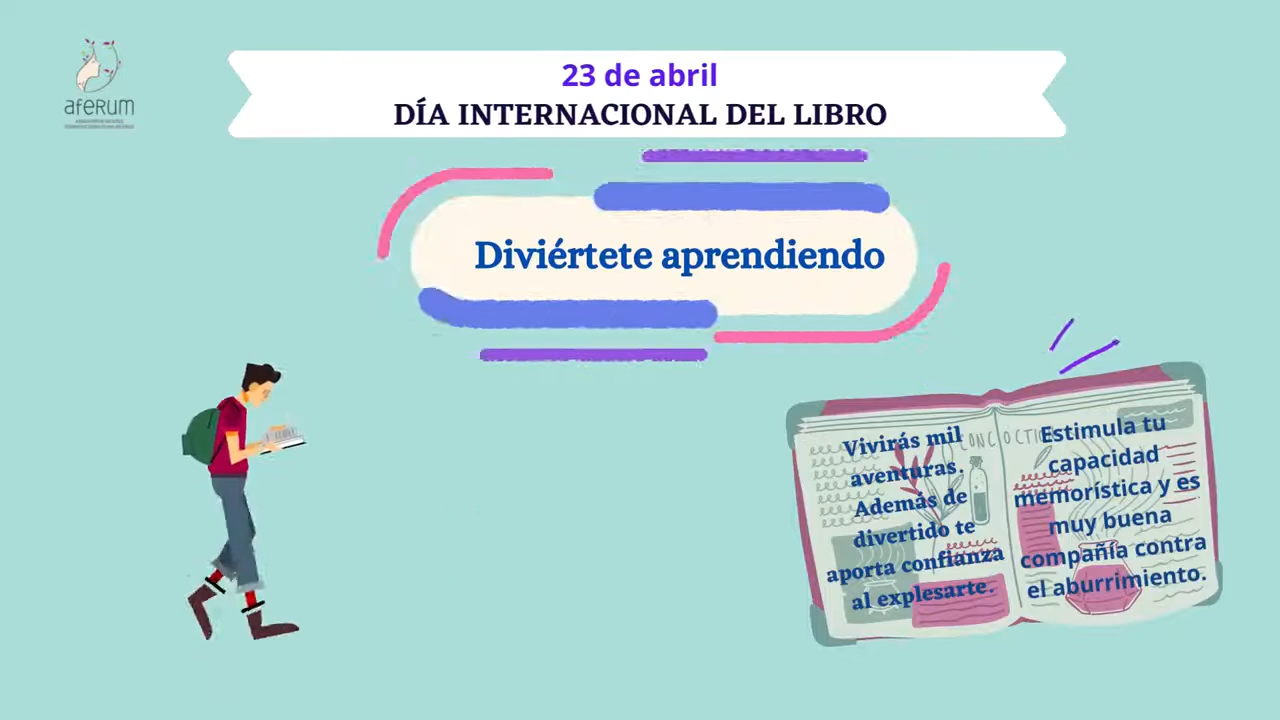 aferum
23 de abril
DÍA INTERNACIONAL DEL LIBRO
Diviértete aprendiendo
Vivirás mil
aventuras.
Además de
divertido te
aporta confianza
al explesarte.
Estimula tu
capacidad
memorística y es
muy buena
compañía contra
el aburrimiento.